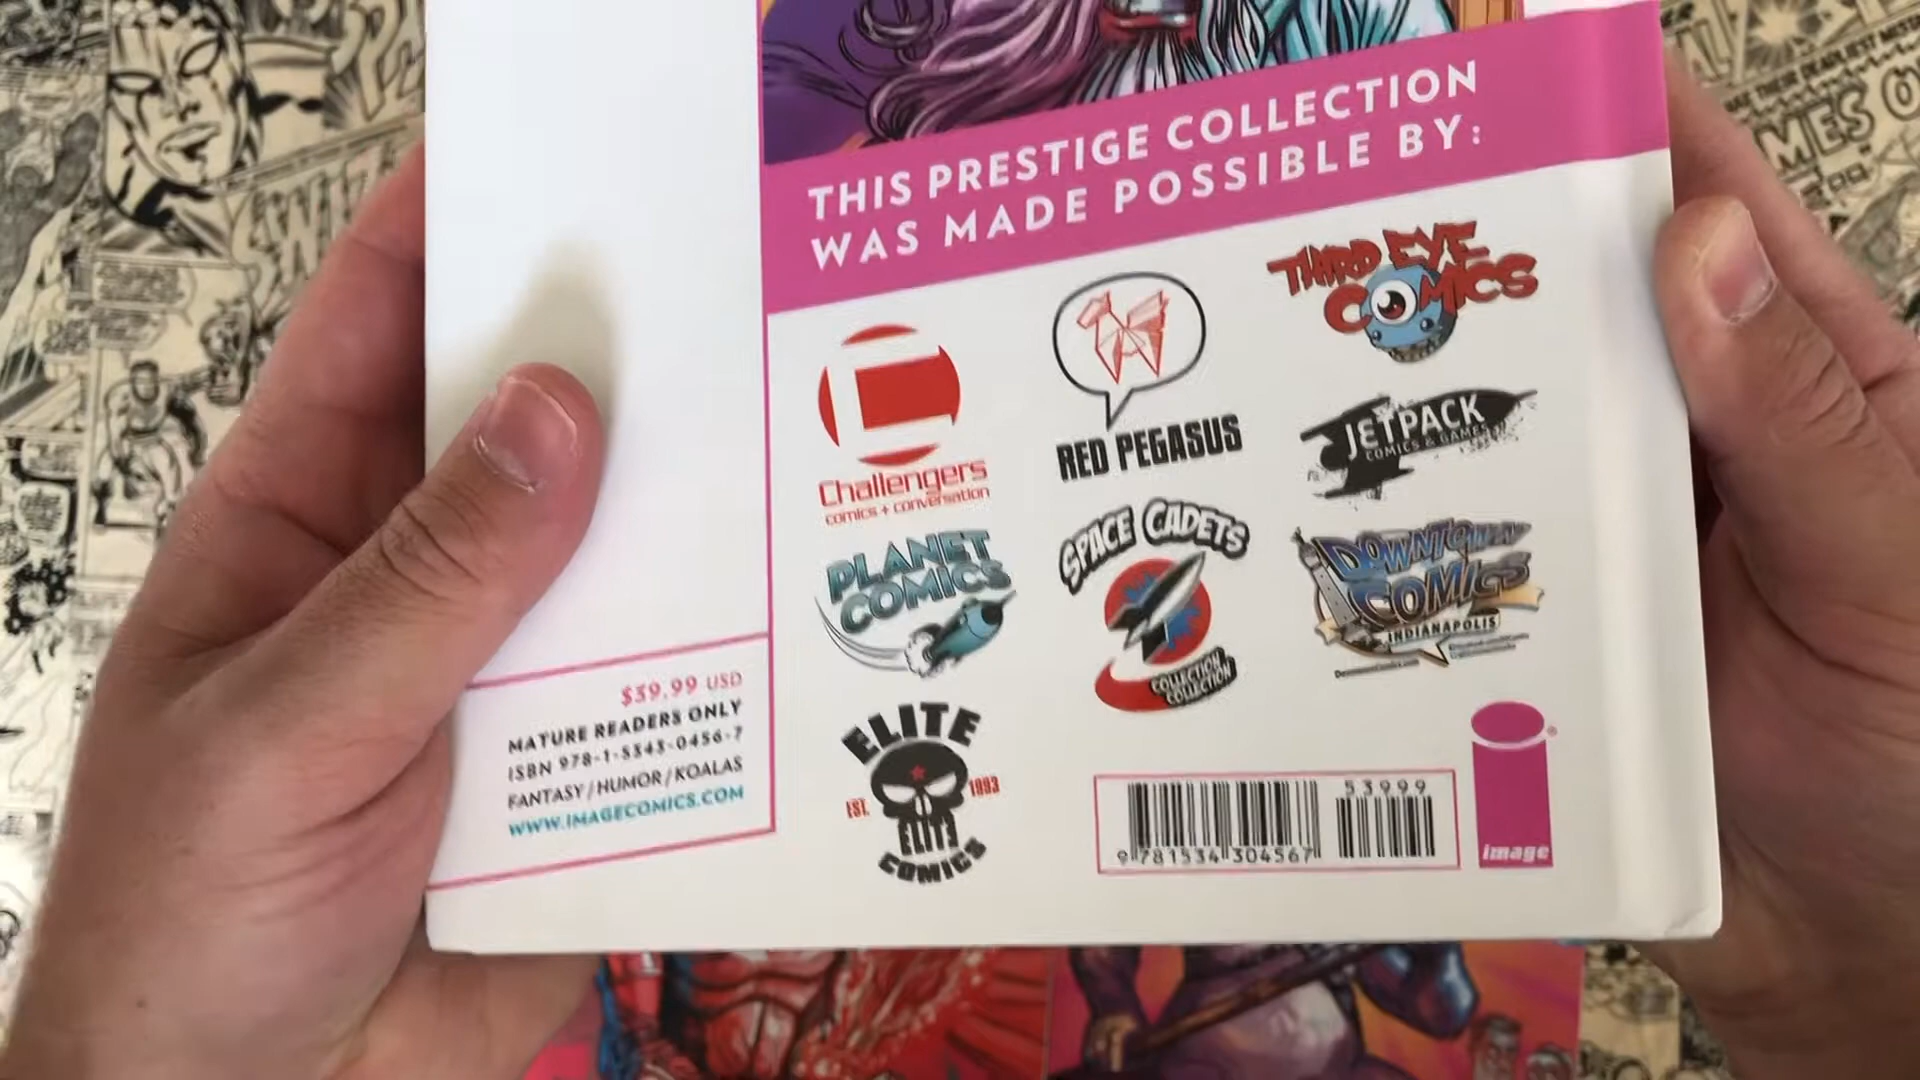 THIS PRESTIGE COLLECTION
WAS MADE POSSIBLE BY:
Challengers
comics + conversation
RED PEGASUS
THIRD EYE
COMICS
JETPACK
COMICS & GAMES
PLANET
COMICS
SPACE CADETS
COLLECTION
COLLECTION
DOWNTOWN
COMICS
INDIANAPOLIS
ELITE
EST. 1993
ELITE
COMICS
$39.99 USD
MATURE READERS ONLY
ISBN 978-1-5343-0456-7
FANTASY/HUMOR/KOALAS
WWW.IMAGECOMICS.COM
53999
9 781534 304567
image